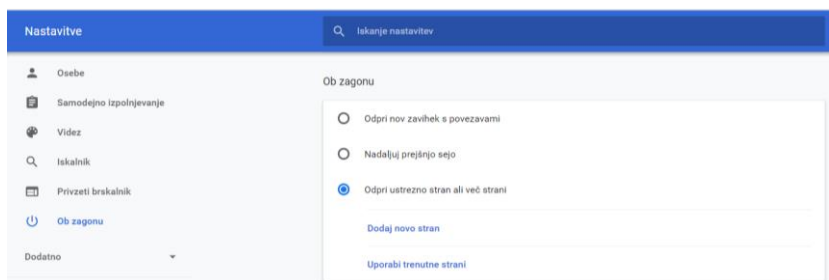 Nastavitve
Iskanje nastavitev
Osebe
Samodejno izpolnjevanje
Videz
Iskalnik
Privzeti brskalnik
Ob zagonu
Dodatno
Ob zagonu
Odpri nov zavihek s povezavami
Nadaljuj prejšnjo sejo
Odpri ustrezno stran ali več strani
Dodaj novo stran
Uporabi trenutne strani